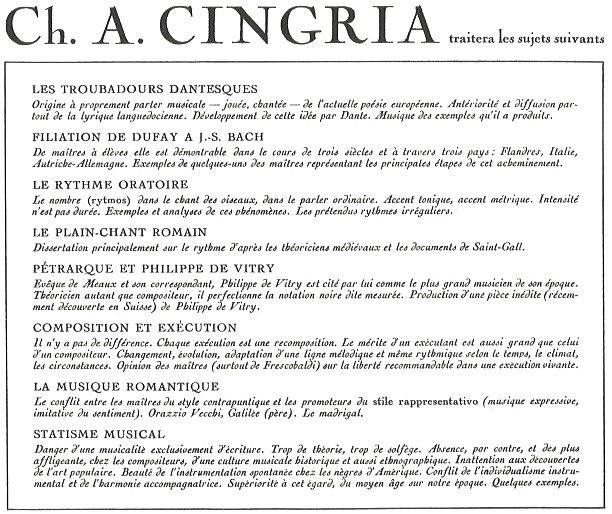 Ch. A. CINGRIA traitera les sujets suivants
LES TROUBADOURS DANTESQUES
Origine à proprement parler musicale — jouée, chantée — de l'actuelle poésie européenne. Antériorité et diffusion par-
tout de la lyrique languedocienne. Développement de cette idée par Dante. Musique des exemples qu'il a produits.
FILIATION DE DUFAY A J.-S. BACH
De maîtres à élèves elle est démontrable dans le cours de trois siècles et à travers trois pays : Flandres, Italie,
Autriche-Allemagne. Exemples de quelques-uns des maîtres représentant les principales étapes de cet acheminement.
LE RYTHME ORATOIRE
Le nombre (rytmos) dans le chant des oiseaux, dans le parler ordinaire. Accent tonique, accent métrique. Intensité
n'est pas durée. Exemples et analyses de ces phénomènes. Les prétendus rythmes irréguliers.
LE PLAIN-CHANT ROMAIN
Dissertation principalement sur le rythme d'après les théoriciens médiévaux et les documents de Saint-Gall.
PÉTRARQUE ET PHILIPPE DE VITRY
Evêque de Meaux et son correspondant, Philippe de Vitry est cité par lui comme le plus grand musicien de son époque.
Théoricien autant que compositeur, il perfectionne la notation noire dite mesurée. Production d'une pièce inédite (récem-
ment découverte en Suisse) de Philippe de Vitry.
COMPOSITION ET EXÉCUTION
Il n'y a pas de différence. Chaque exécution est une recomposition. Le mérite d'un exécutant est aussi grand que celui
d'un compositeur. Changement, évolution, adaptation d'une ligne mélodique et même rythmique selon le temps, le climat,
les circonstances. Opinion des maîtres (surtout de Frescobaldi) sur la liberté recommandable dans une exécution vivante.
LA MUSIQUE ROMANTIQUE
Le conflit entre les maîtres du style contrapuntique et les promoteurs du stile rappresentativo (musique expressive,
imitative du sentiment). Orazzio Vecchi, Galilée (père). Le madrigal.
STATISME MUSICAL
Danger d'une musicalité exclusivement d'écriture. Trop de théorie, trop de solfège. Absence, par contre, et des plus
affligeante, chez les compositeurs, d'une culture musicale historique et aussi ethnographique. Inattention aux découvertes
de l'art populaire. Beauté de l'instrumentation spontanée chez les nègres d'Amérique. Conflit de l'individualisme instru-
mental et de l'harmonie accompagnatrice. Supériorité à cet égard, du moyen âge sur notre époque. Quelques exemples.